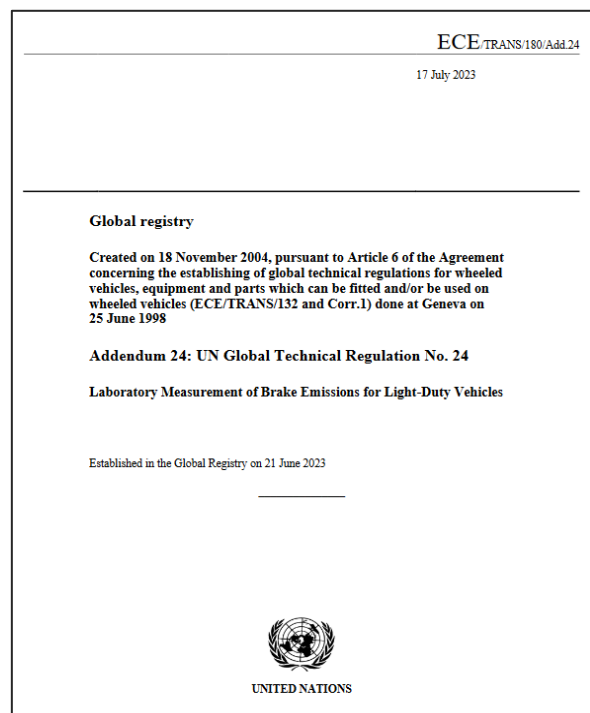 ECE/TRANS/180/Add.24
17 July 2023
Global registry
Created on 18 November 2004, pursuant to Article 6 of the Agreement
concerning the establishing of global technical regulations for wheeled
vehicles, equipment and parts which can be fitted and/or be used on
wheeled vehicles (ECE/TRANS/132 and Corr.1) done at Geneva on
25 June 1998
Addendum 24: UN Global Technical Regulation No. 24
Laboratory Measurement of Brake Emissions for Light-Duty Vehicles
Established in the Global Registry on 21 June 2023
UNITED NATIONS